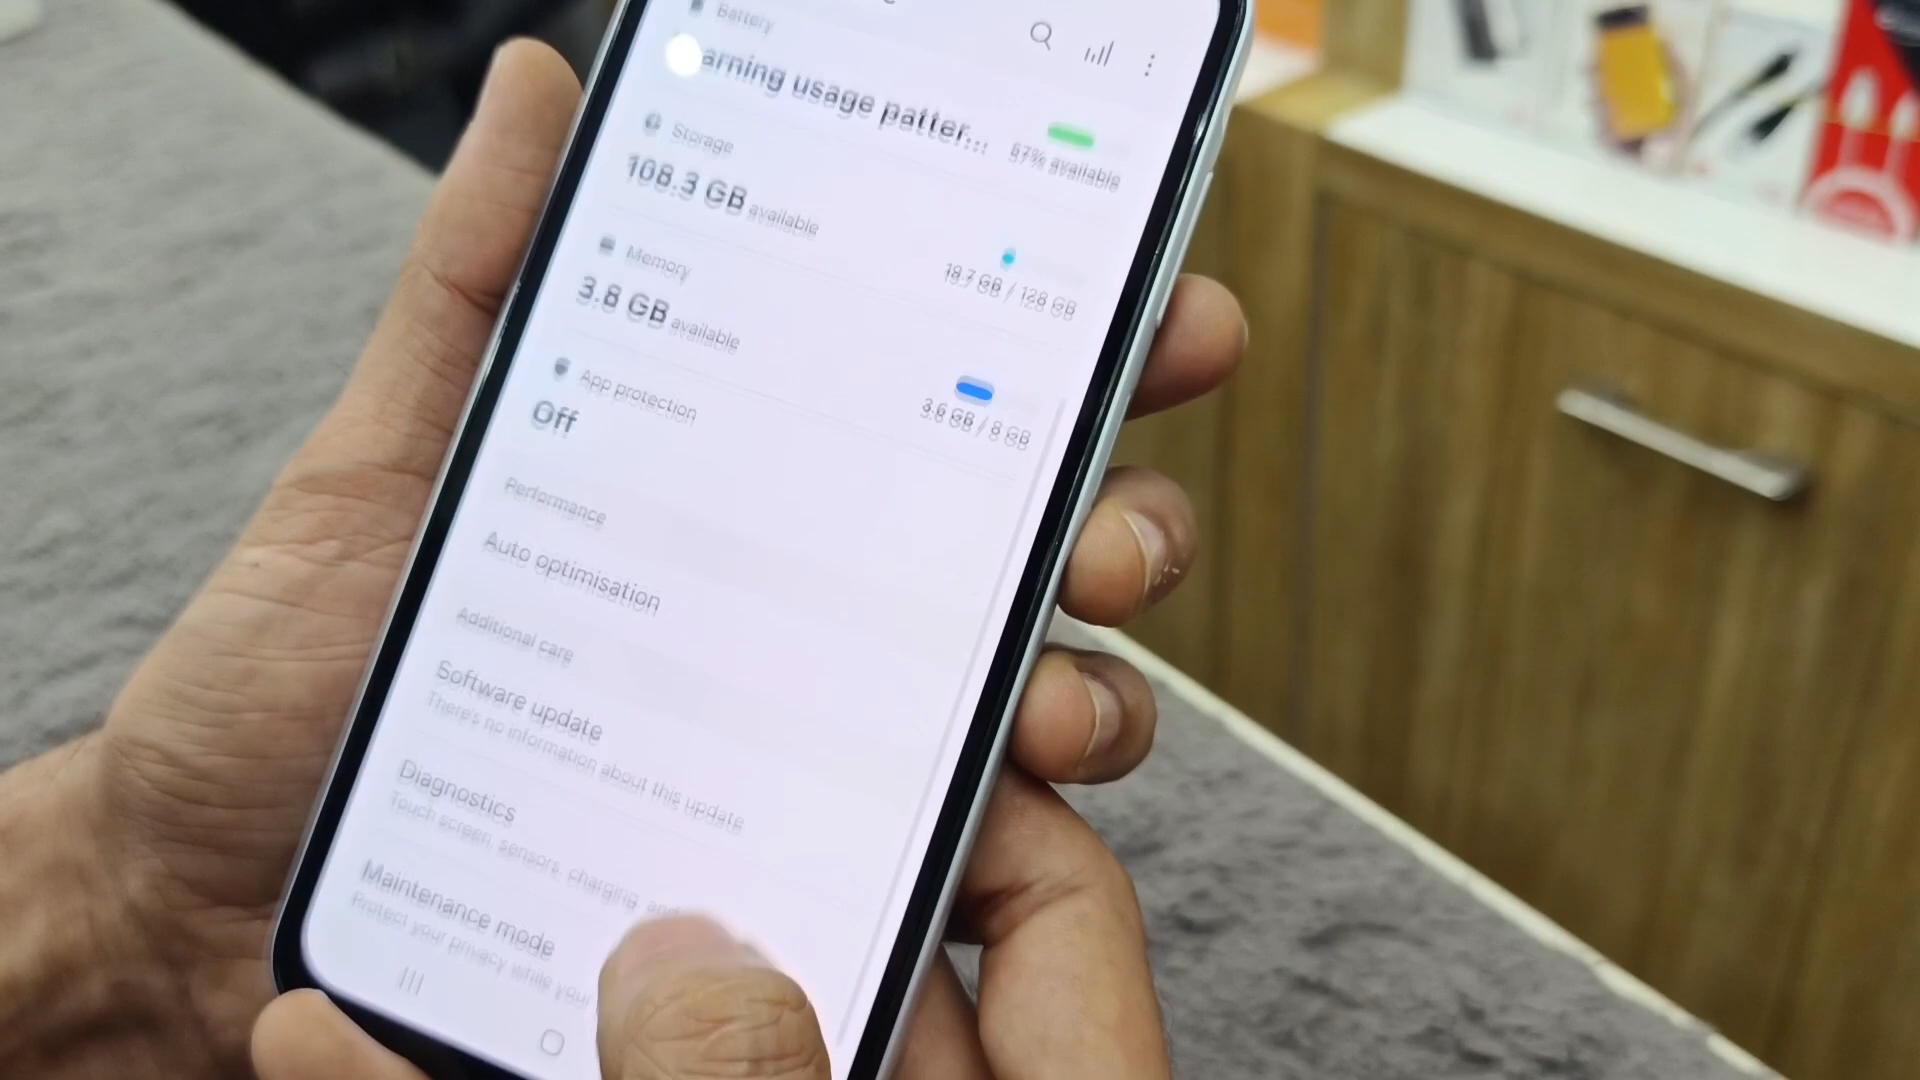 Battery
arning usage patter...
67% available
Storage
108.3 GB available
19.7 GB / 128 GB
Memory
3.8 GB available
3.6 GB / 8 GB
App protection
Off
Performance
Auto optimisation
Additional care
Software update
There's no information about this update
Diagnostics
Touch screen, sensors, charging, and
Maintenance mode
Protect your privacy while your